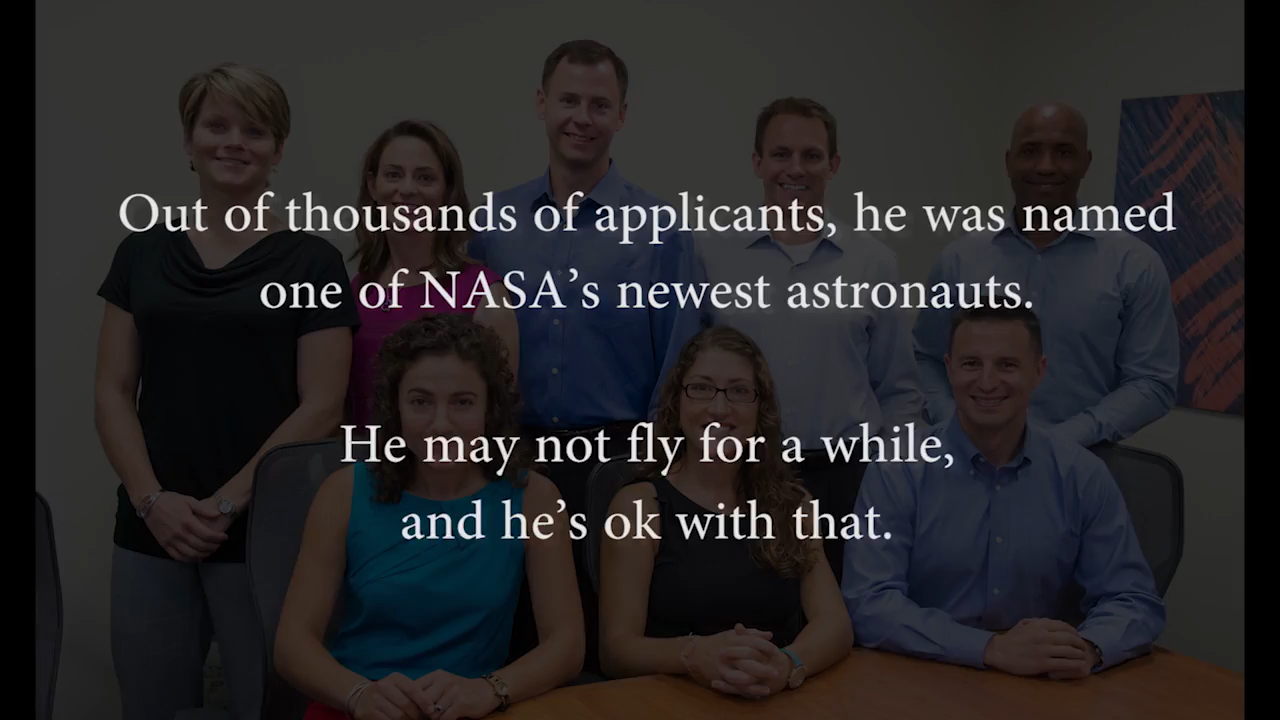 Out of thousands of applicants, he was named
one of NASA’s newest astronauts.
He may not fly for a while,
and he’s ok with that.